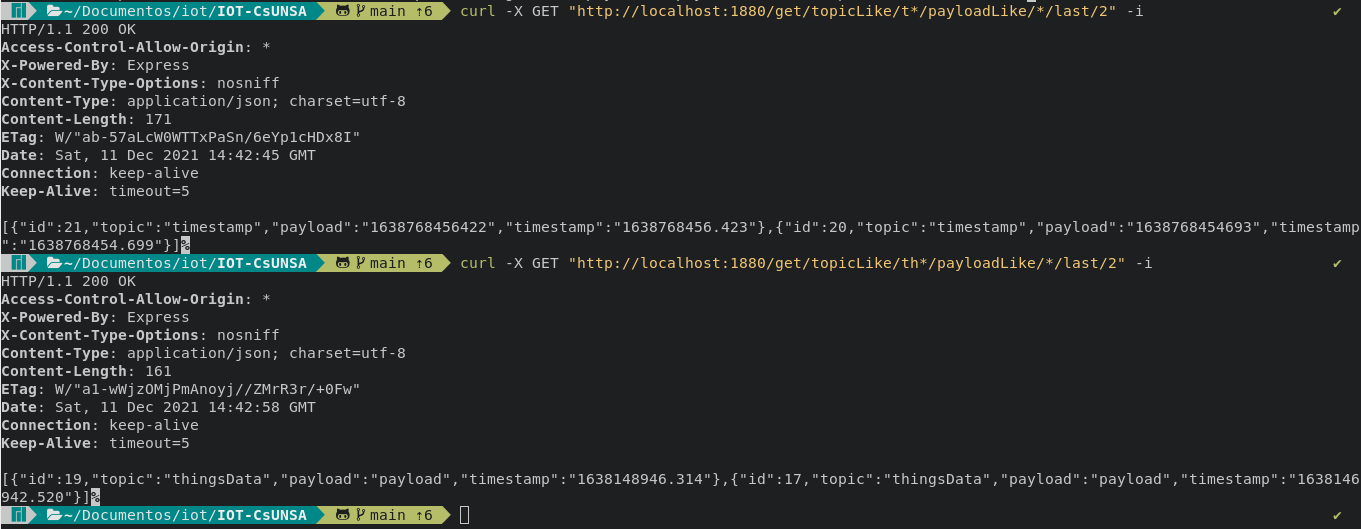 ~/Documentos/iot/IOT-CsUNSA main ↑6 curl -X GET "http://localhost:1880/get/topicLike/t*/payloadLike/*/last/2" -i ✔
HTTP/1.1 200 OK
Access-Control-Allow-Origin: *
X-Powered-By: Express
X-Content-Type-Options: nosniff
Content-Type: application/json; charset=utf-8
Content-Length: 171
ETag: W/"ab-57aLcW0WTTxPaSn/6eYp1cHDx8I"
Date: Sat, 11 Dec 2021 14:42:45 GMT
Connection: keep-alive
Keep-Alive: timeout=5
[{"id":21,"topic":"timestamp","payload":"1638768456422","timestamp":"1638768456.423"},{"id":20,"topic":"timestamp","payload":"1638768454693","timestamp
":"1638768454.699"}]%
~/Documentos/iot/IOT-CsUNSA main ↑6 curl -X GET "http://localhost:1880/get/topicLike/th*/payloadLike/*/last/2" -i ✔
HTTP/1.1 200 OK
Access-Control-Allow-Origin: *
X-Powered-By: Express
X-Content-Type-Options: nosniff
Content-Type: application/json; charset=utf-8
Content-Length: 161
ETag: W/"a1-wWjzOMjPmAnoyj//ZMrR3r/+0Fw"
Date: Sat, 11 Dec 2021 14:42:58 GMT
Connection: keep-alive
Keep-Alive: timeout=5
[{"id":19,"topic":"thingsData","payload":"payload","timestamp":"1638148946.314"},{"id":17,"topic":"thingsData","payload":"payload","timestamp":"1638146
942.520"}]%
~/Documentos/iot/IOT-CsUNSA main ↑6 ✔